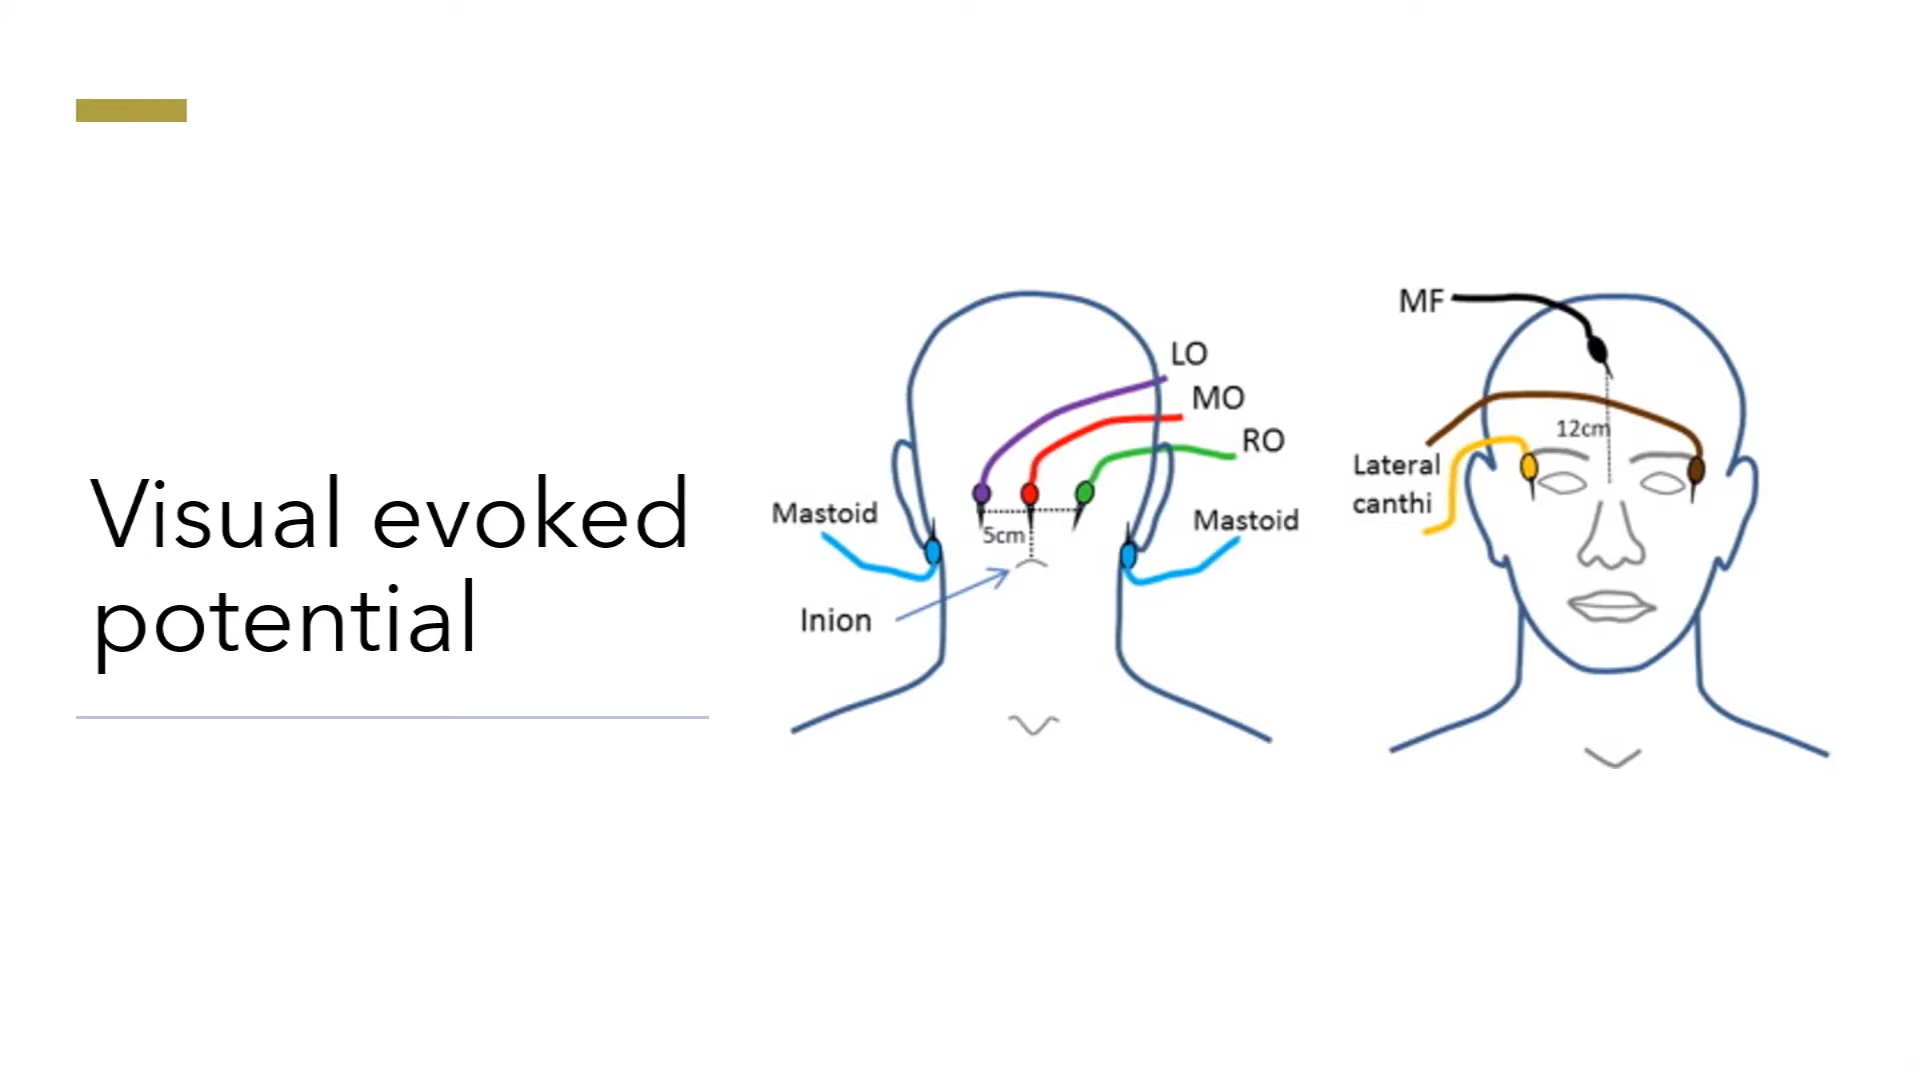 Visual evoked
potential
LO
MO
RO
Mastoid
Mastoid
5cm
Inion
MF
12cm
Lateral
canthi